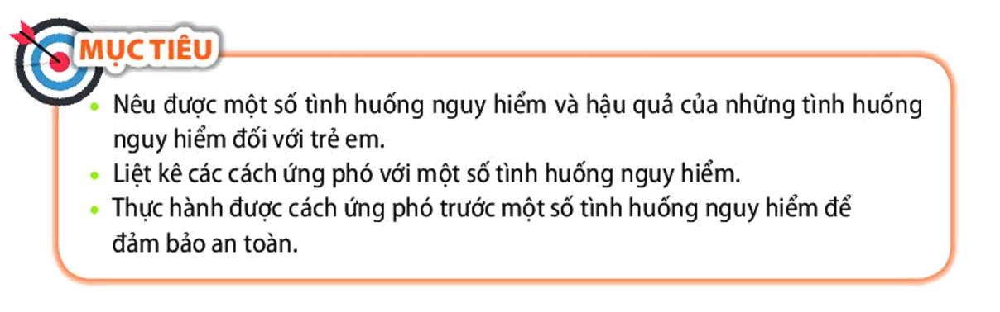 MỤC TIÊU
• Nêu được một số tình huống nguy hiểm và hậu quả của những tình huống
nguy hiểm đối với trẻ em.
• Liệt kê các cách ứng phó với một số tình huống nguy hiểm.
• Thực hành được cách ứng phó trước một số tình huống nguy hiểm để
đảm bảo an toàn.